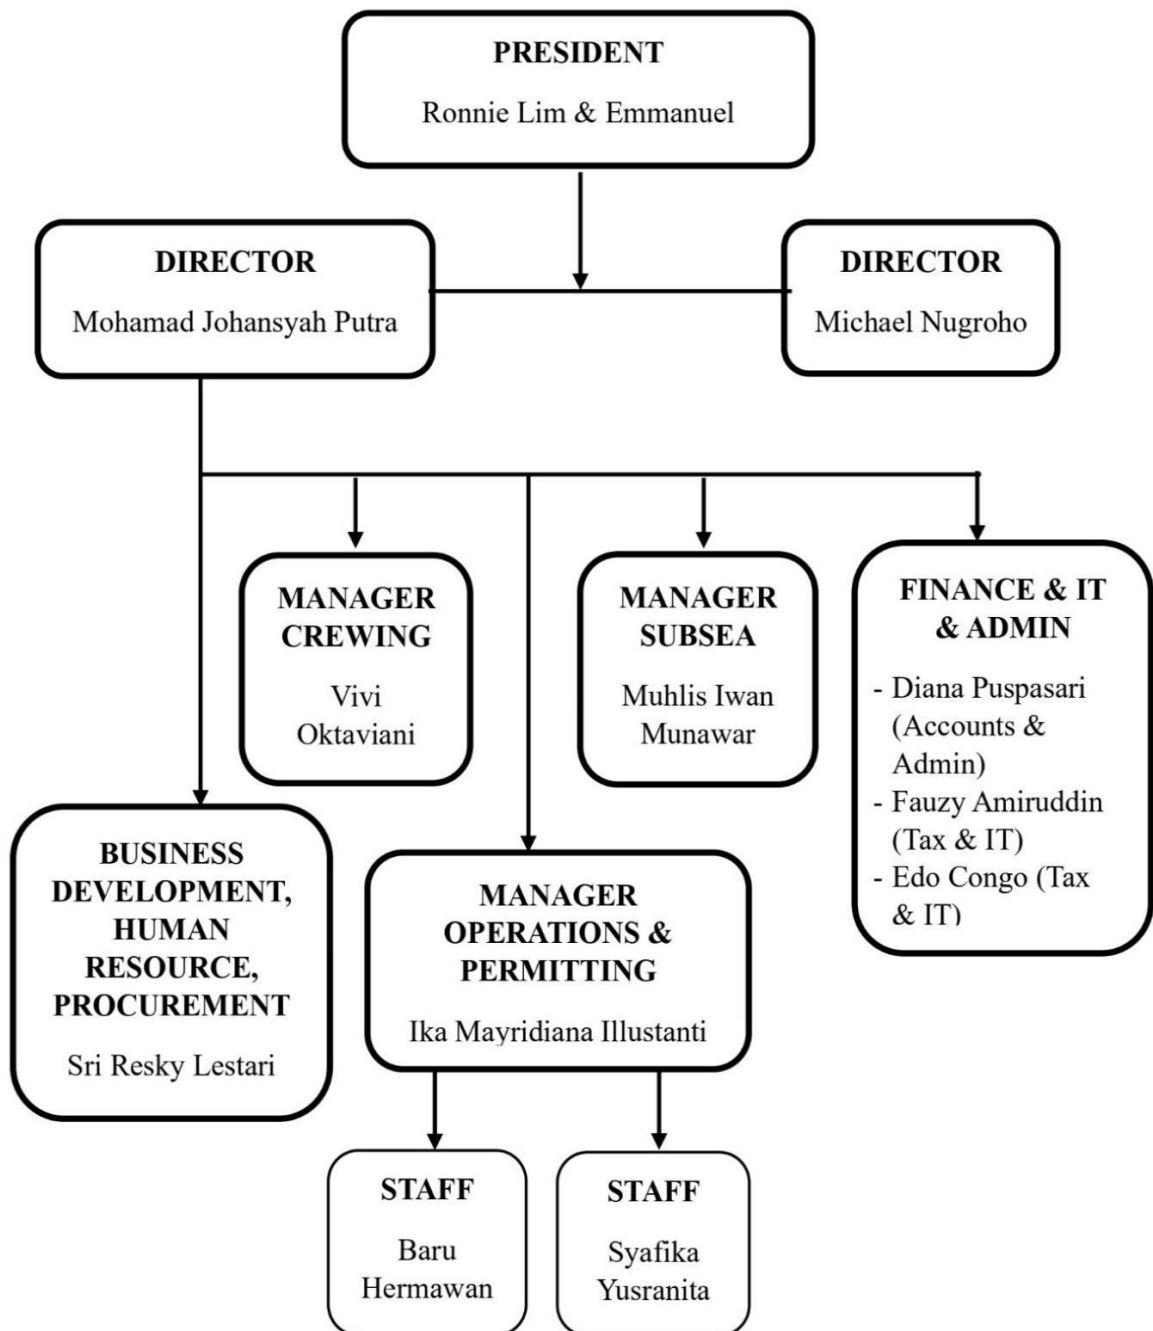 PRESIDENT
Ronnie Lim & Emmanuel
DIRECTOR
Mohamad Johansyah Putra
DIRECTOR
Michael Nugroho
MANAGER
CREWING
Vivi
Oktaviani
MANAGER
SUBSEA
Muhlis Iwan
Munawar
FINANCE & IT
& ADMIN
- Diana Puspasari
(Accounts &
Admin)
- Fauzy Amiruddin
(Tax & IT)
- Edo Congo (Tax
& IT)
BUSINESS
DEVELOPMENT,
HUMAN
RESOURCE,
PROCUREMENT
Sri Resky Lestari
MANAGER
OPERATIONS &
PERMITTING
Ika Mayridiana Illustanti
STAFF
Baru
Hermawan
STAFF
Syafika
Yusranita